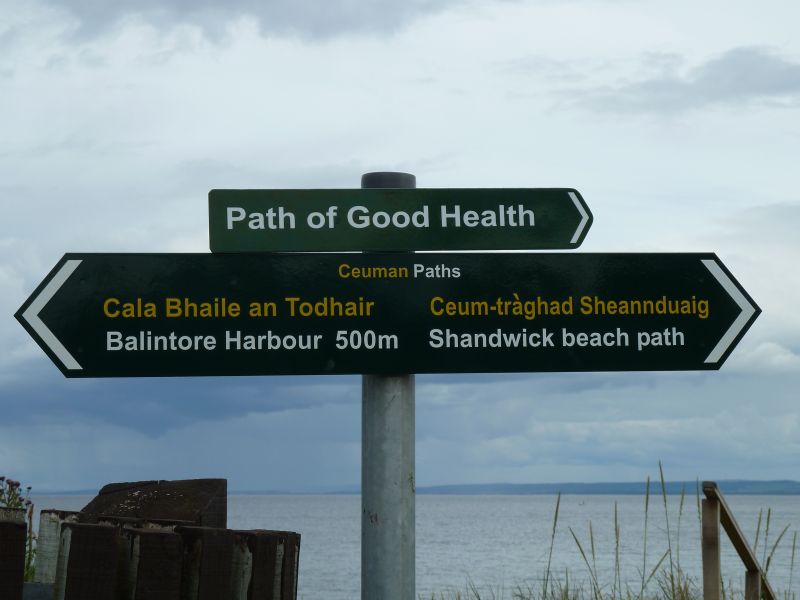 Path of Good Health
Ceuman Paths
Cala Bhaile an Todhair
Balintore Harbour 500m
Ceum-tràghad Sheannduaig
Shandwick beach path